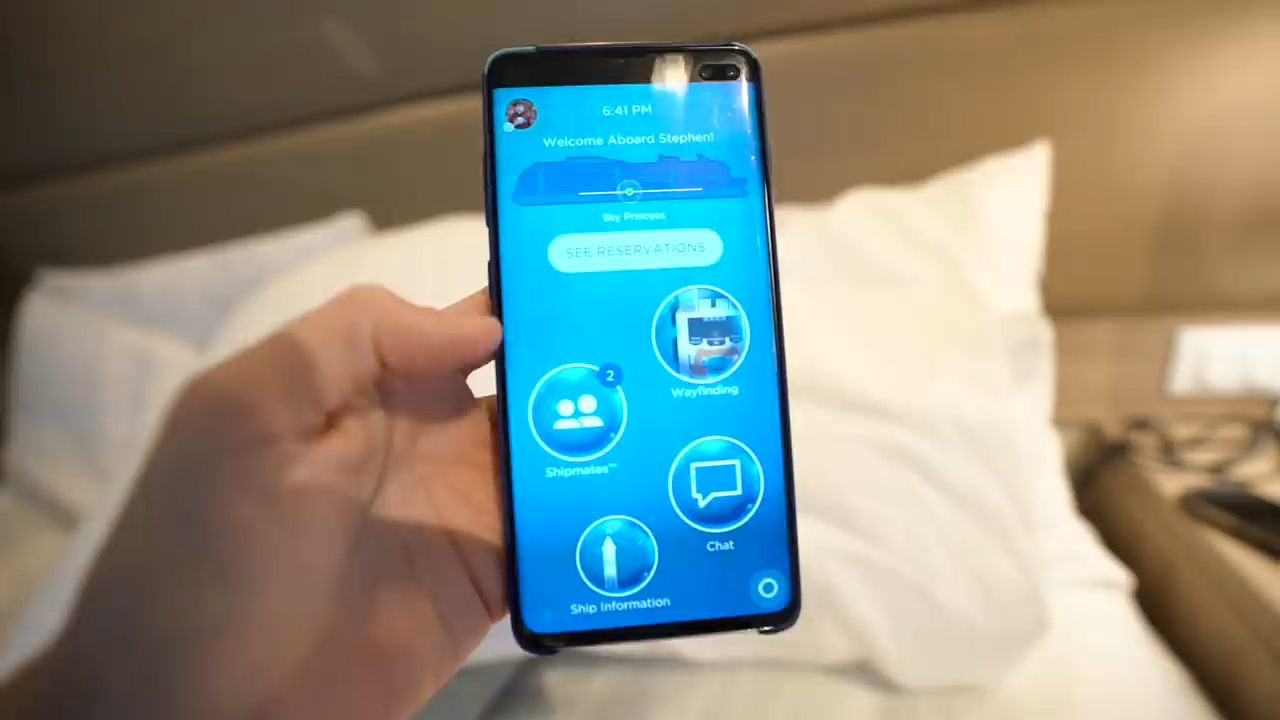 6:41 PM
Welcome Aboard Stephen!
Sky Princess
SEE RESERVATIONS
Wayfinding
2
Shipmates™
Chat
Ship Information